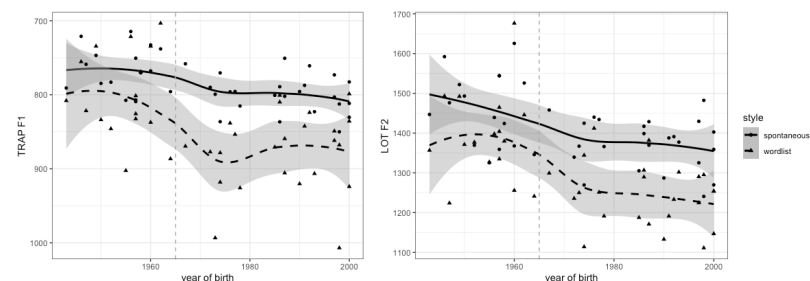 TRAP F1
700
800
900
1000
1960
1980
2000
year of birth
LOT F2
1700
1600
1500
1400
1300
1200
1100
1960
1980
2000
year of birth
style
spontaneous
wordlist